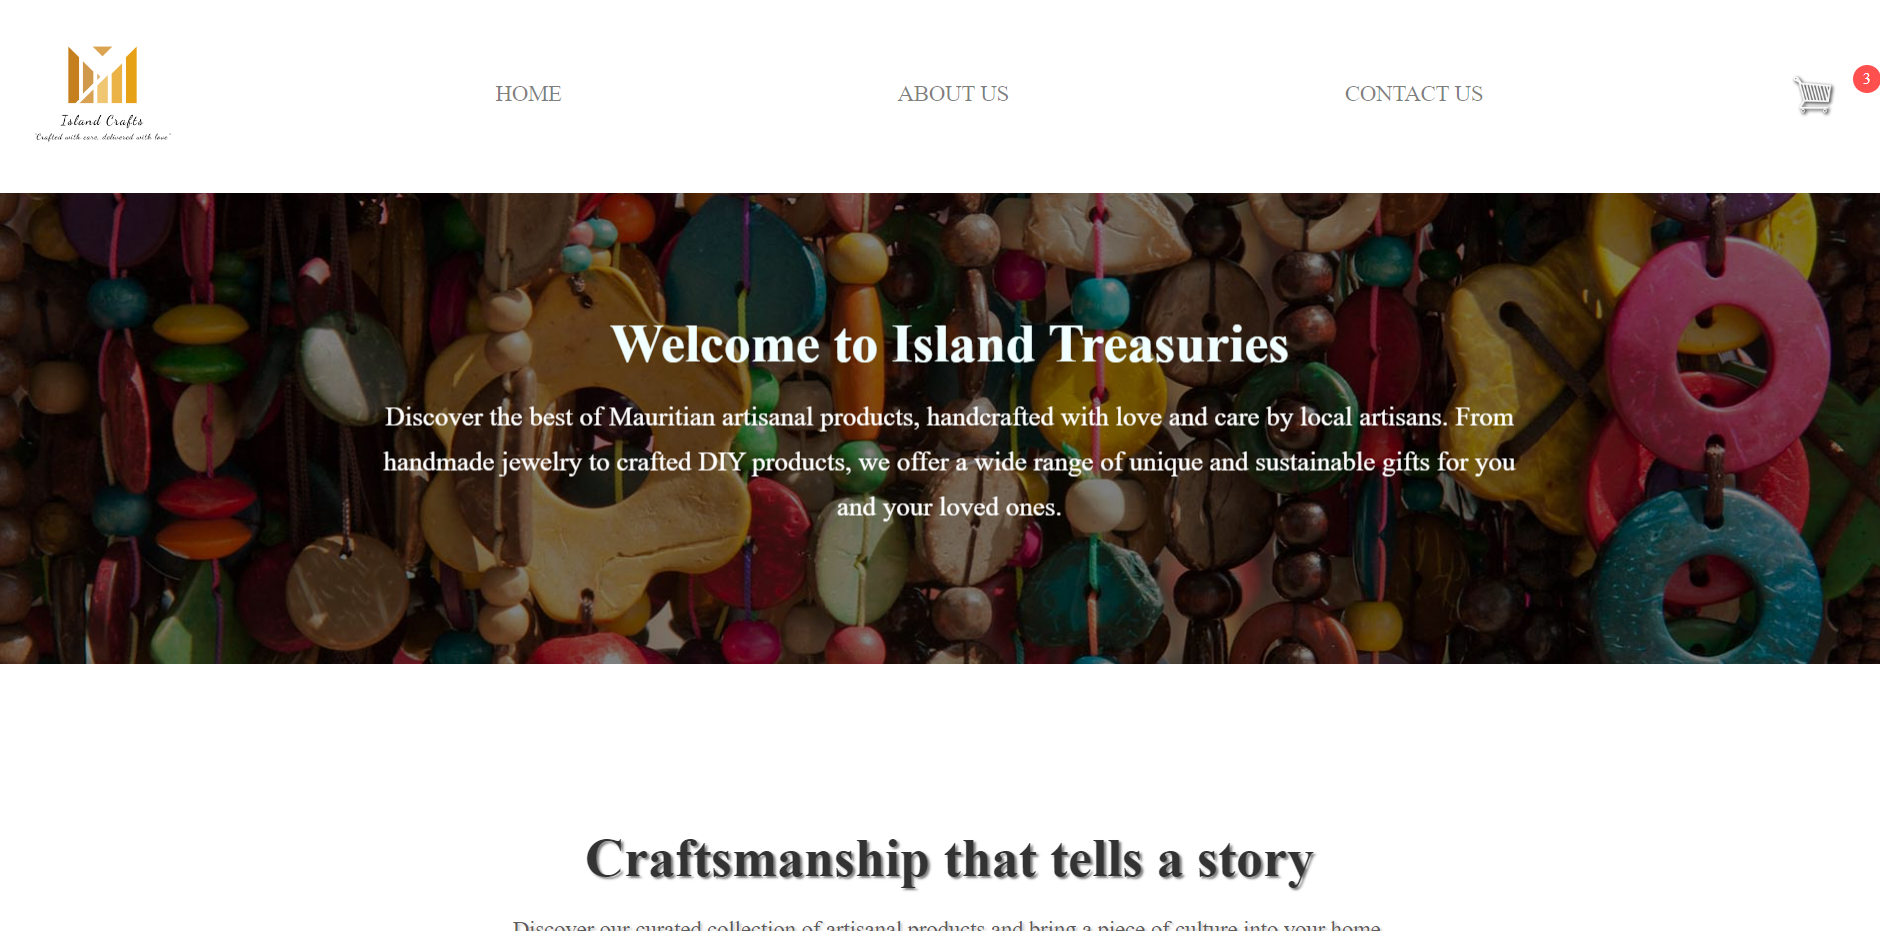 Island Crafts
"Crafted with care, delivered with love"
HOME
ABOUT US
CONTACT US
3
Welcome to Island Treasuries
Discover the best of Mauritian artisanal products, handcrafted with love and care by local artisans. From
handmade jewelry to crafted DIY products, we offer a wide range of unique and sustainable gifts for you
and your loved ones.
Craftsmanship that tells a story
Discover our curated collection of artisanal products and bring a piece of culture into your home